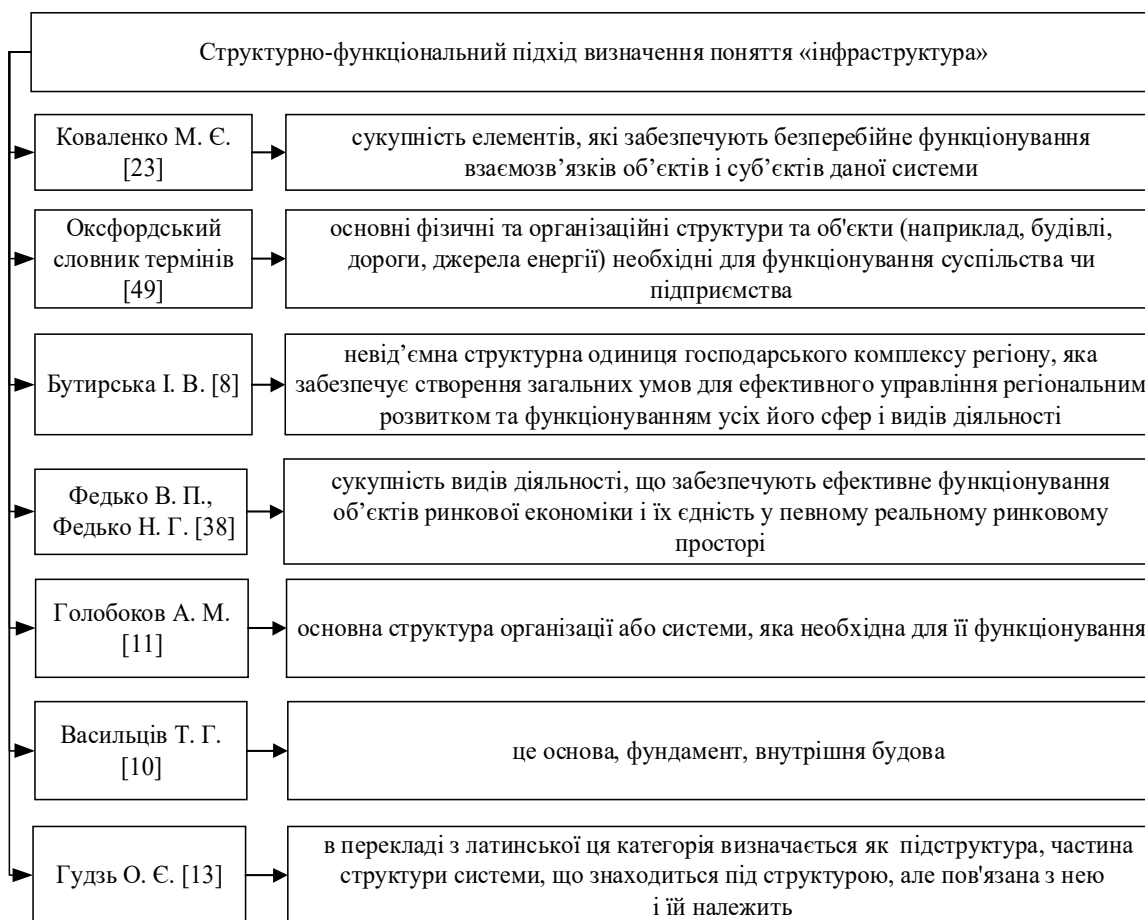 Структурно-функціональний підхід визначення поняття «інфраструктура»
Коваленко М. Є.
[23]
сукупність елементів, які забезпечують безперебійне функціонування
взаємозв’язків об’єктів і суб’єктів даної системи
Оксфордський
словник термінів
[49]
основні фізичні та організаційні структури та об'єкти (наприклад, будівлі,
дороги, джерела енергії) необхідні для функціонування суспільства чи
підприємства
Бутирська І. В. [8]
невід’ємна структурна одиниця господарського комплексу регіону, яка
забезпечує створення загальних умов для ефективного управління регіональним
розвитком та функціонуванням усіх його сфер і видів діяльності
Федько В. П.,
Федько Н. Г. [38]
сукупність видів діяльності, що забезпечують ефективне функціонування
об’єктів ринкової економіки і їх єдність у певному реальному ринковому
просторі
Голобоков А. М.
[11]
основна структура організації або системи, яка необхідна для її функціонування
Васильців Т. Г.
[10]
це основа, фундамент, внутрішня будова
Гудзь О. Є. [13]
в перекладі з латинської ця категорія визначається як підструктура, частина
структури системи, що знаходиться під структурою, але пов'язана з нею
і їй належить